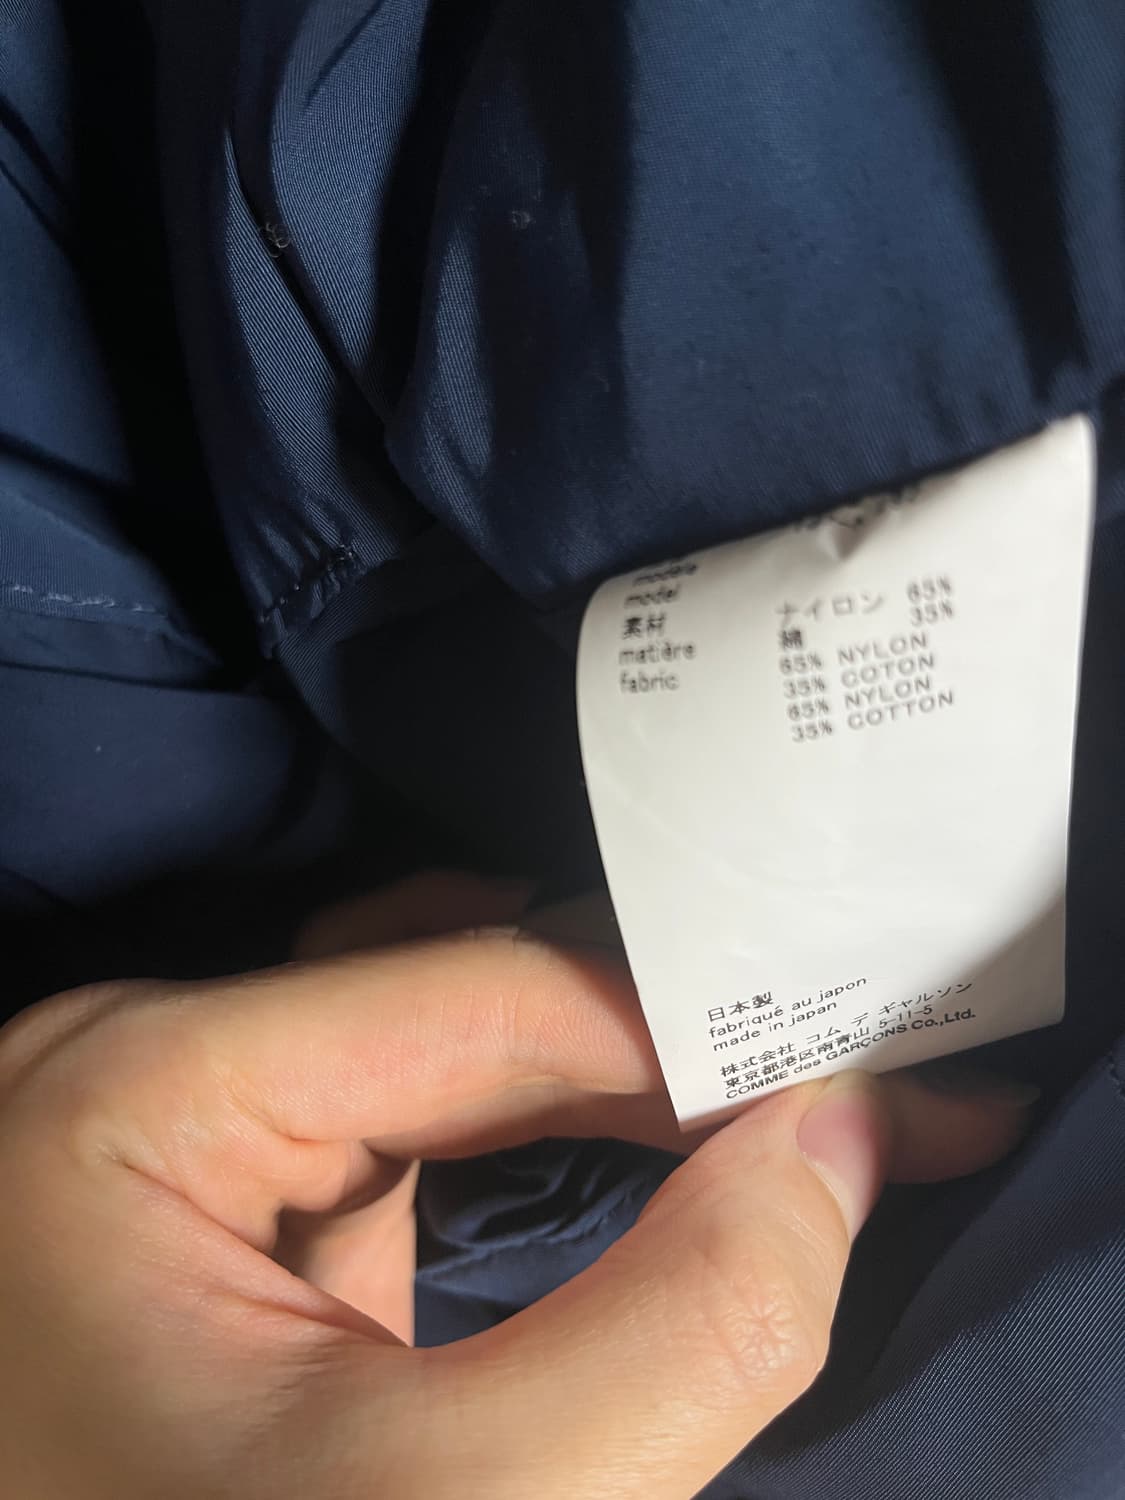 modèle
model
素材 ナイロン 65%
綿 35%
matière 65% NYLON
35% COTON
fabric 65% NYLON
35% COTTON
日本製
fabriqué au japon
made in japan
株式会社 コム デ ギャルソン
東京都港区南青山 5-11-5
COMME des GARÇONS Co.,Ltd.